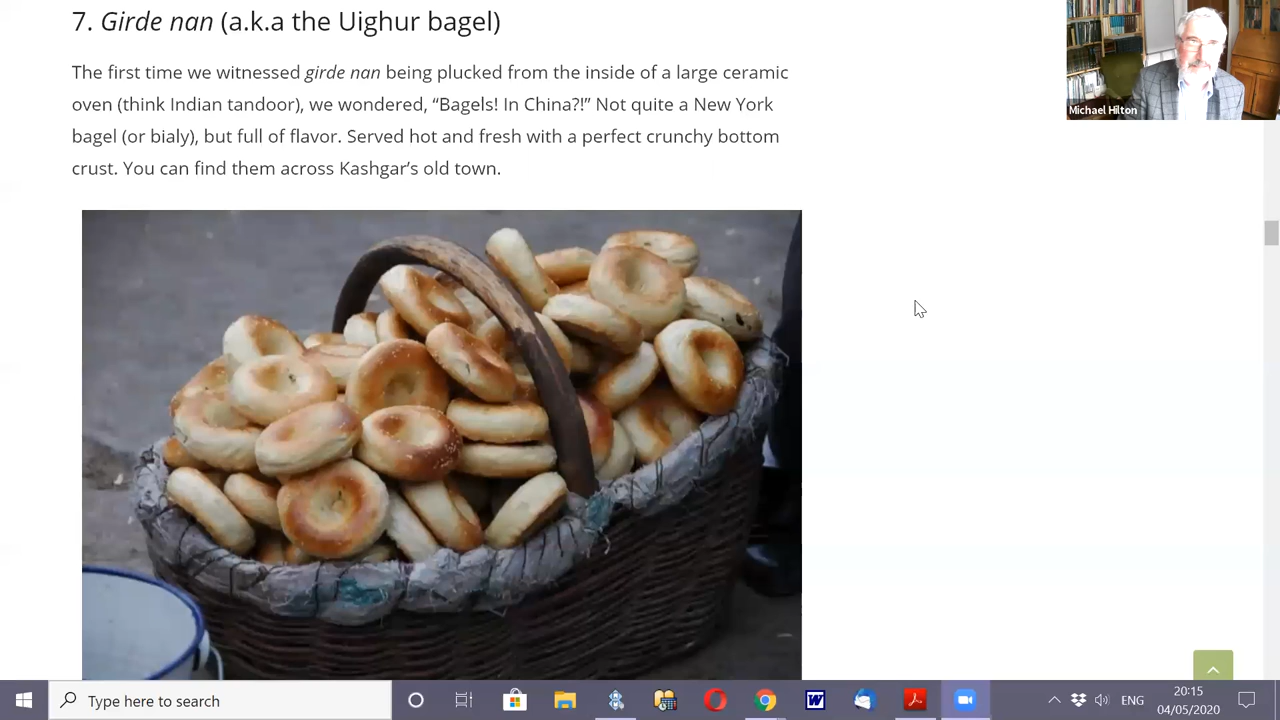 7. Girde nan (a.k.a the Uighur bagel)
The first time we witnessed girde nan being plucked from the inside of a large ceramic
oven (think Indian tandoor), we wondered, “Bagels! In China?!” Not quite a New York
bagel (or bialy), but full of flavor. Served hot and fresh with a perfect crunchy bottom
crust. You can find them across Kashgar’s old town.
Michael Hilton
Type here to search
W
ENG
20:15
04/05/2020